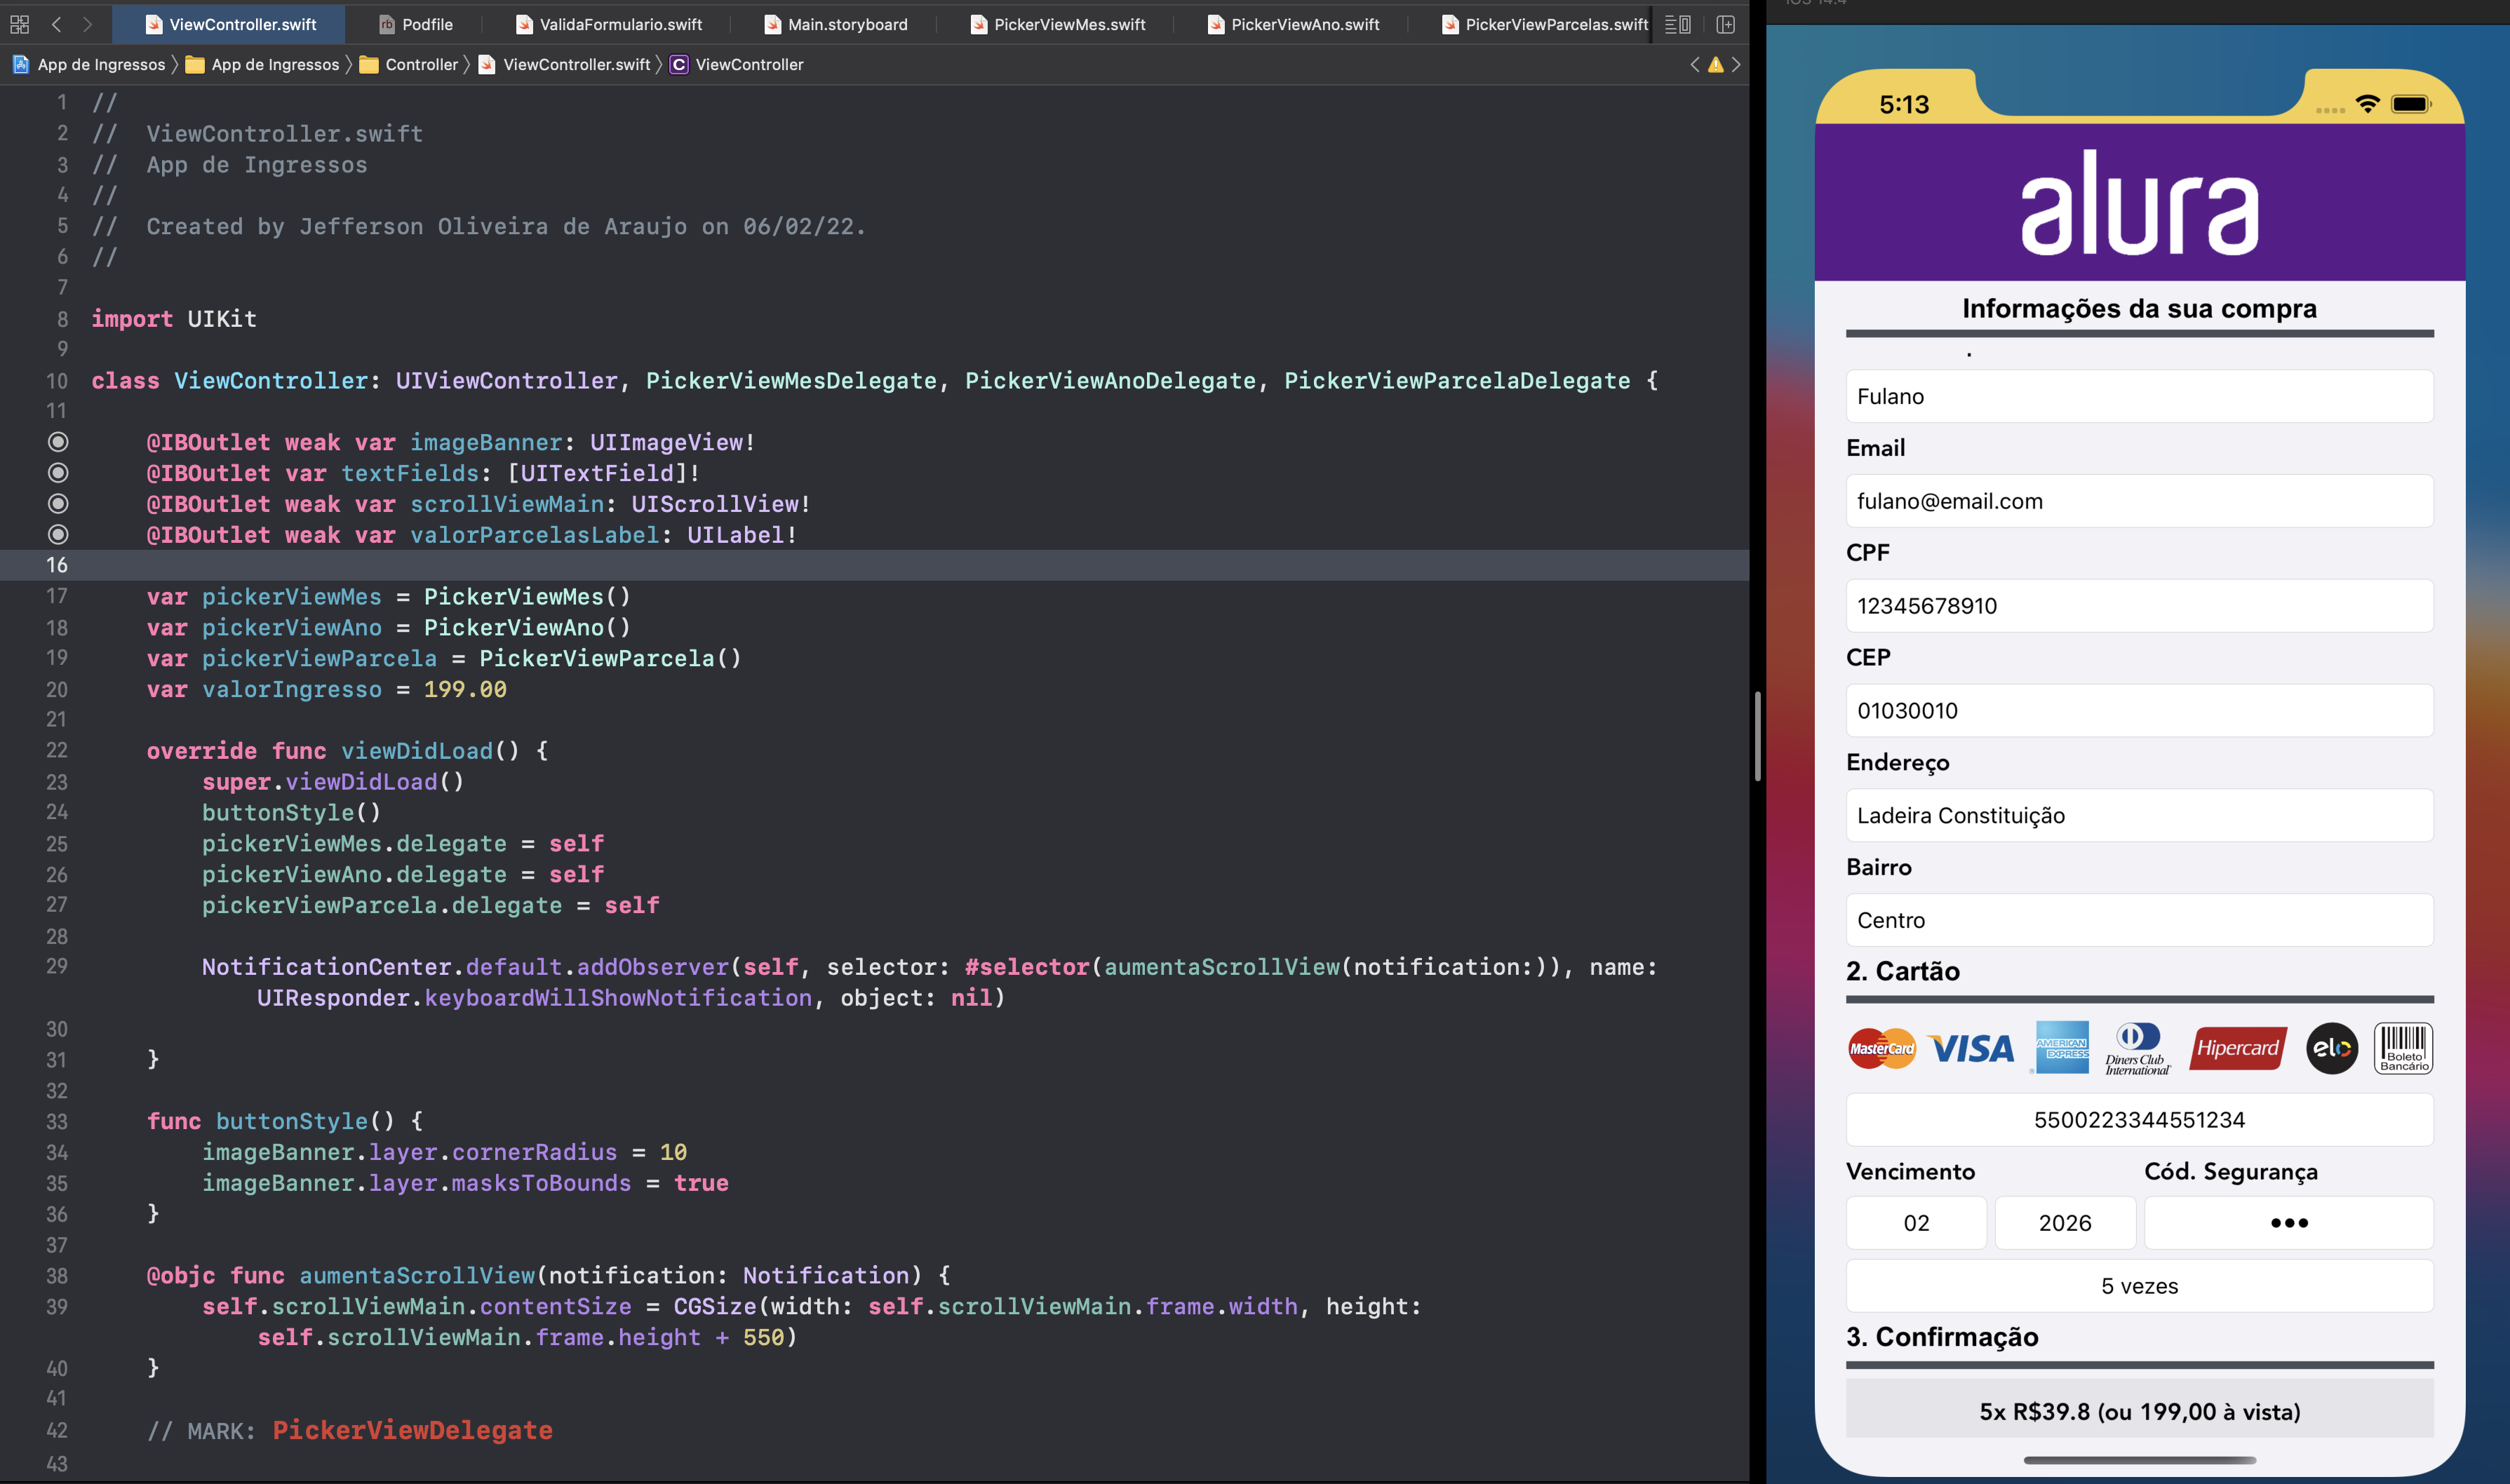 ViewController.swift
Podfile
ValidaFormulario.swift
Main.storyboard
PickerViewMes.swift
PickerViewAno.swift
PickerViewParcelas.swift
App de Ingressos
App de Ingressos
Controller
ViewController.swift
C ViewController
1 //
2 //  ViewController.swift
3 //  App de Ingressos
4 //
5 //  Created by Jefferson Oliveira de Araujo on 06/02/22.
6 //
7
8 import UIKit
9
10 class ViewController: UIViewController, PickerViewMesDelegate, PickerViewAnoDelegate, PickerViewParcelaDelegate {
11
@IBOutlet weak var imageBanner: UIImageView!
@IBOutlet var textFields: [UITextField]!
@IBOutlet weak var scrollViewMain: UIScrollView!
@IBOutlet weak var valorParcelasLabel: UILabel!
16
17 var pickerViewMes = PickerViewMes()
18 var pickerViewAno = PickerViewAno()
19 var pickerViewParcela = PickerViewParcela()
20 var valorIngresso = 199.00
21
22 override func viewDidLoad() {
23 super.viewDidLoad()
24 buttonStyle()
25 pickerViewMes.delegate = self
26 pickerViewAno.delegate = self
27 pickerViewParcela.delegate = self
28
29 NotificationCenter.default.addObserver(self, selector: #selector(aumentaScrollView(notification:)), name:
UIResponder.keyboardWillShowNotification, object: nil)
30
31 }
32
33 func buttonStyle() {
34 imageBanner.layer.cornerRadius = 10
35 imageBanner.layer.masksToBounds = true
36 }
37
38 @objc func aumentaScrollView(notification: Notification) {
39 self.scrollViewMain.contentSize = CGSize(width: self.scrollViewMain.frame.width, height:
self.scrollViewMain.frame.height + 550)
40 }
41
42 // MARK: PickerViewDelegate
43
5:13
alura
Informações da sua compra
Fulano
Email
fulano@email.com
CPF
12345678910
CEP
01030010
Endereço
Ladeira Constituição
Bairro
Centro
2. Cartão
MasterCard VISA AMERICAN EXPRESS Diners Club International Hipercard elo Boleto Bancário
5500223344551234
Vencimento Cód. Segurança
02 2026 •••
5 vezes
3. Confirmação
5x R$39.8 (ou 199,00 à vista)